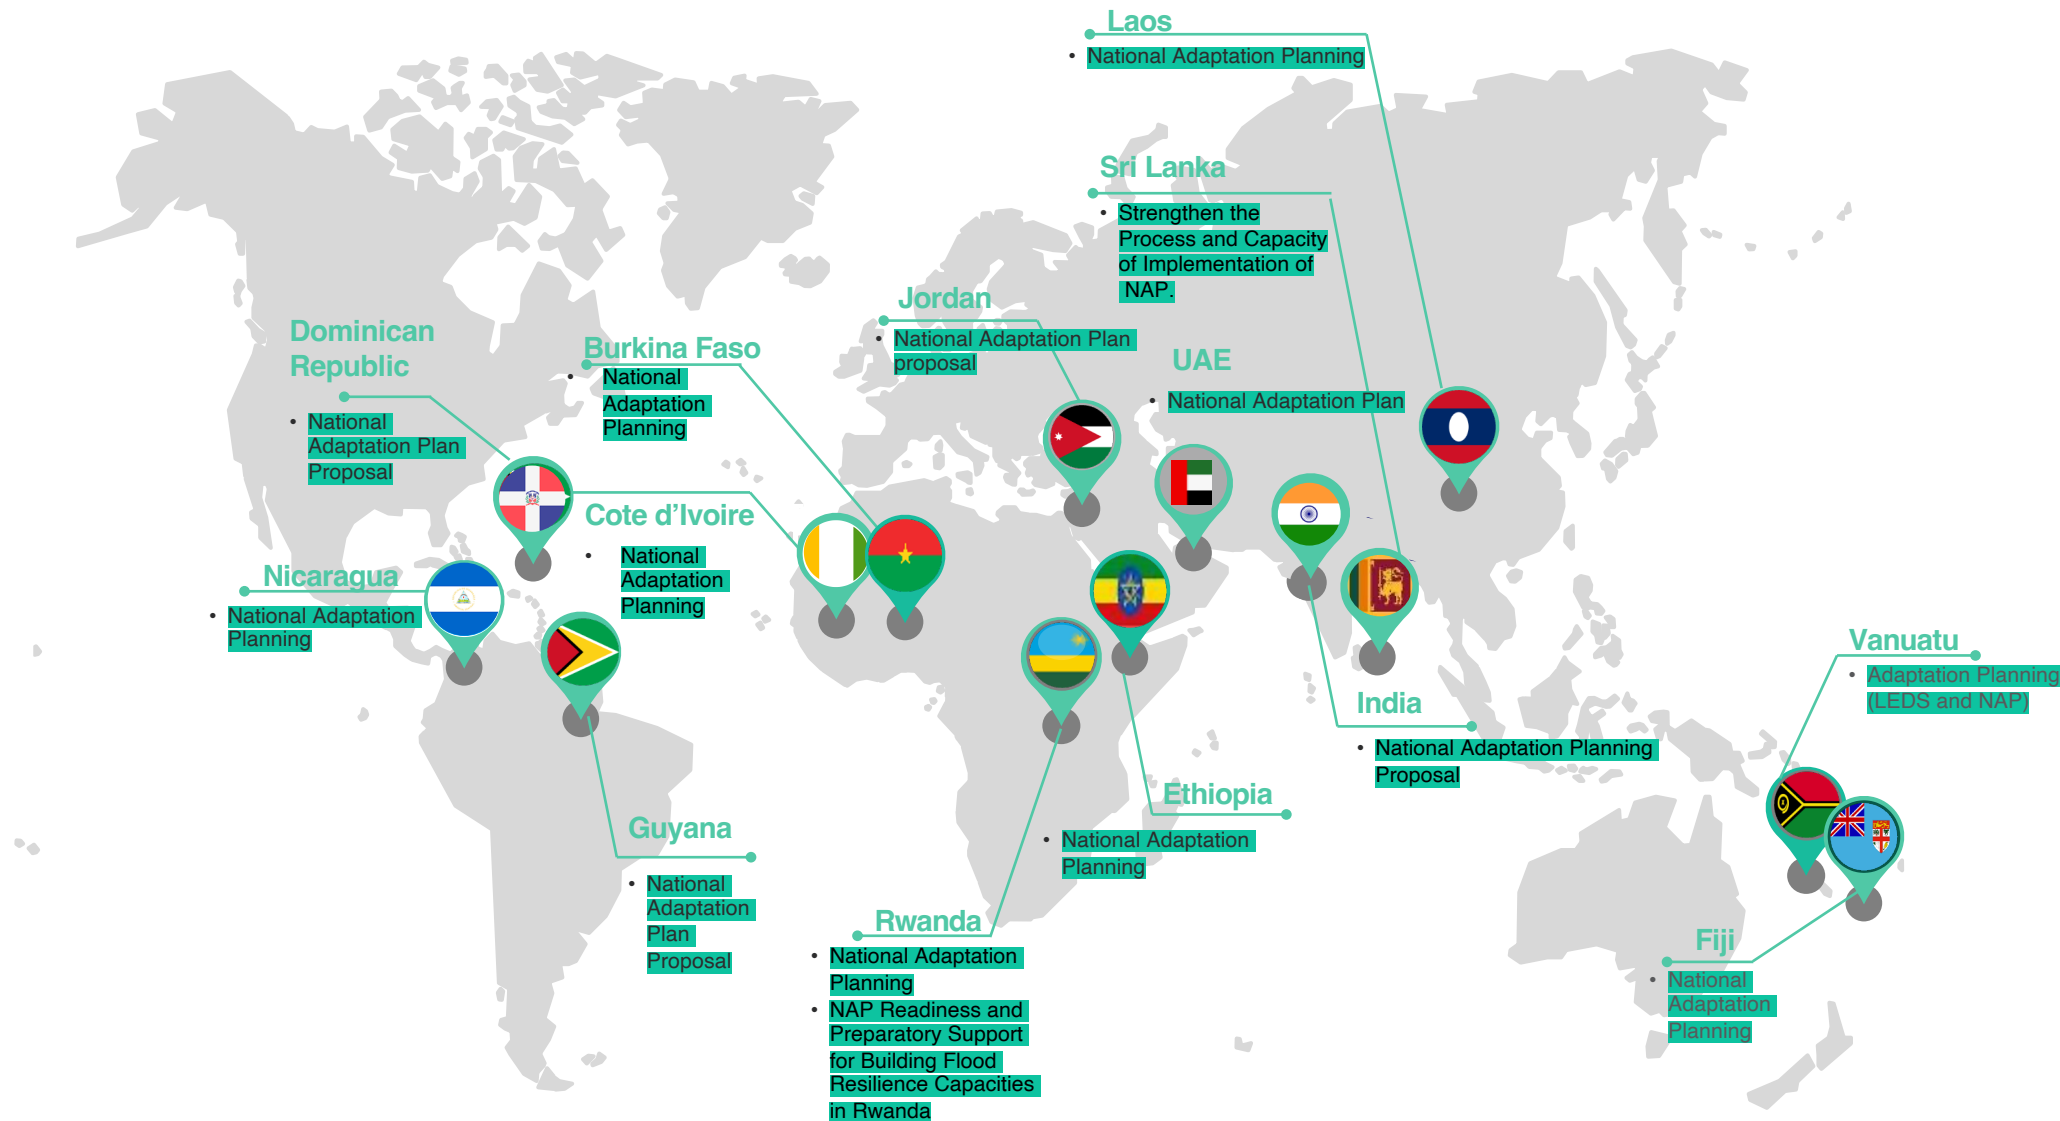 Laos
• National Adaptation Planning
Sri Lanka
• Strengthen the
Process and Capacity
of Implementation of
NAP.
Jordan
• National Adaptation Plan
proposal
UAE
• National Adaptation Plan
Dominican
Republic
• National
Adaptation Plan
Proposal
Burkina Faso
• National
Adaptation
Planning
Cote d’Ivoire
• National
Adaptation
Planning
Nicaragua
• National Adaptation
Planning
Vanuatu
• Adaptation Planning
(LEDS and NAP)
India
• National Adaptation Planning
Proposal
Ethiopia
• National Adaptation
Planning
Guyana
• National
Adaptation
Plan
Proposal
Rwanda
• National Adaptation
Planning
• NAP Readiness and
Preparatory Support
for Building Flood
Resilience Capacities
in Rwanda
Fiji
• National
Adaptation
Planning